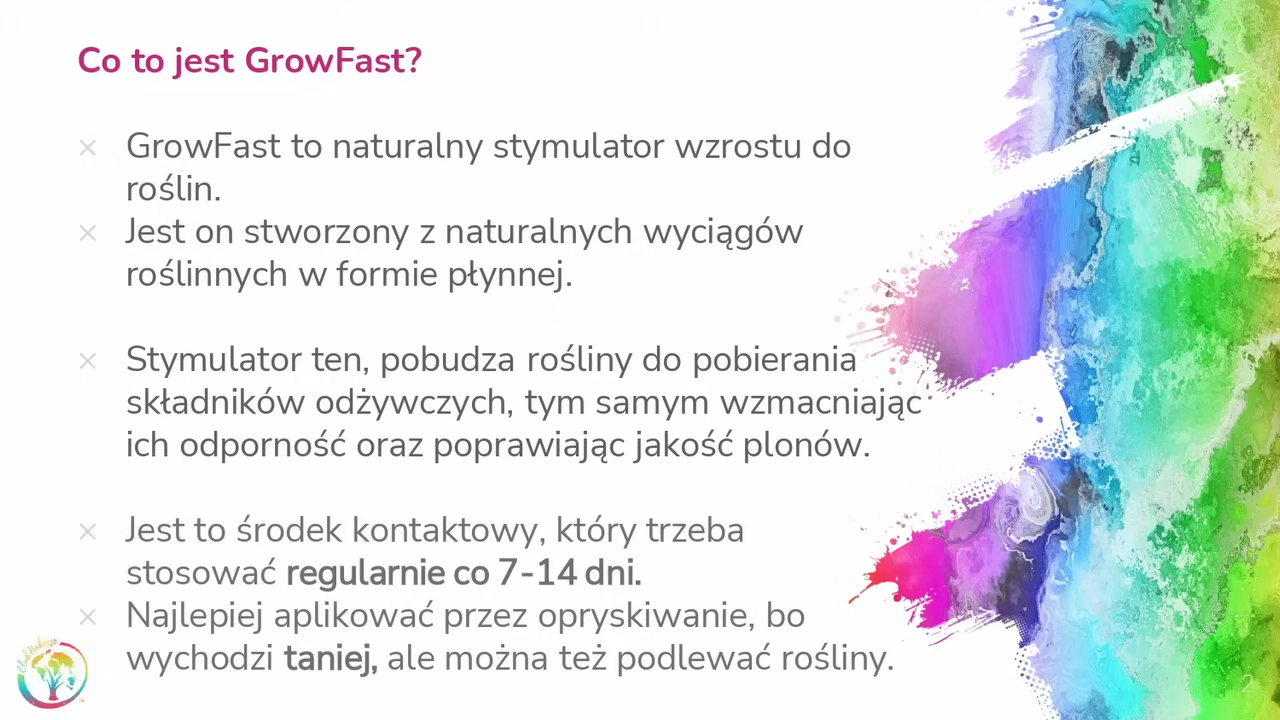 Co to jest GrowFast?
× GrowFast to naturalny stymulator wzrostu do
roślin.
× Jest on stworzony z naturalnych wyciągów
roślinnych w formie płynnej.
× Stymulator ten, pobudza rośliny do pobierania
składników odżywczych, tym samym wzmacniając
ich odporność oraz poprawiając jakość plonów.
× Jest to środek kontaktowy, który trzeba
stosować regularnie co 7-14 dni.
× Najlepiej aplikować przez opryskiwanie, bo
wychodzi taniej, ale można też podlewać rośliny.
2